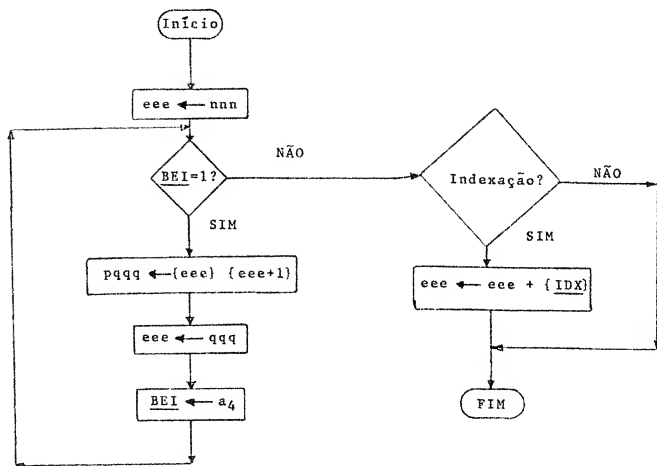 Início
eee ← nnn
BEI=1?
NÃO
SIM
pqqq ← {eee} {eee+1}
eee ← qqq
BEI ← a4
Indexação?
NÃO
SIM
eee ← eee + {IDX}
FIM